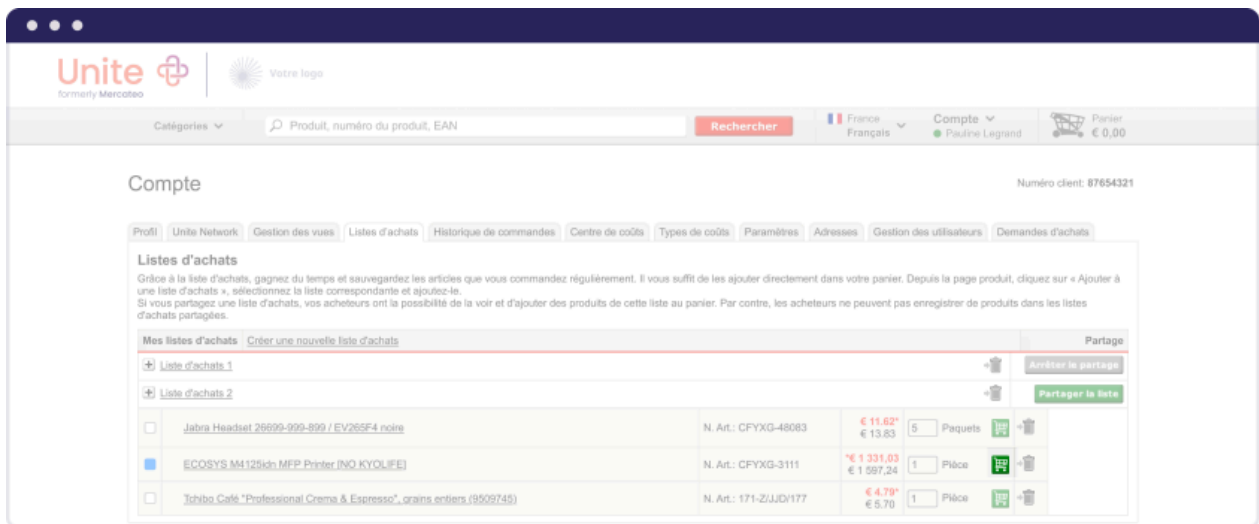 Unite
formerly Mercateo
Votre logo
Catégories
Produit, numéro du produit, EAN
Rechercher
France
Français
Compte
Pauline Legrand
Panier
€ 0,00
Compte
Numéro client: 87654321
Profil Unite Network Gestion des vues Listes d'achats Historique de commandes Centre de coûts Types de coûts Paramètres Adresses Gestion des utilisateurs Demandes d'achats
Listes d'achats
Grâce à la liste d'achats, gagnez du temps et sauvegardez les articles que vous commandez régulièrement. Il vous suffit de les ajouter directement dans votre panier. Depuis la page produit, cliquez sur « Ajouter à
une liste d'achats », sélectionnez la liste correspondante et ajoutez-le.
Si vous partagez une liste d'achats, vos acheteurs ont la possibilité de la voir et d'ajouter des produits de cette liste au panier. Par contre, les acheteurs ne peuvent pas enregistrer de produits dans les listes
d'achats partagées.
Mes listes d'achats Créer une nouvelle liste d'achats Partage
Liste d'achats 1 Arrêter le partage
Liste d'achats 2 Partager la liste
Jabra Headset 26699-999-899 / EV265F4 noire N. Art.: CFYXG-48083 € 11.62* 5 Paquets
€ 13.83
ECOSYS M4125idn MFP Printer [NO KYOLIFE] N. Art.: CFYXG-3111 *€ 1 331,03 1 Pièce
€ 1 597,24
Tchibo Café "Professional Crema & Espresso", grains entiers (9509745) N. Art.: 171-Z/JJD/177 € 4.79* 1 Pièce
€ 5.70